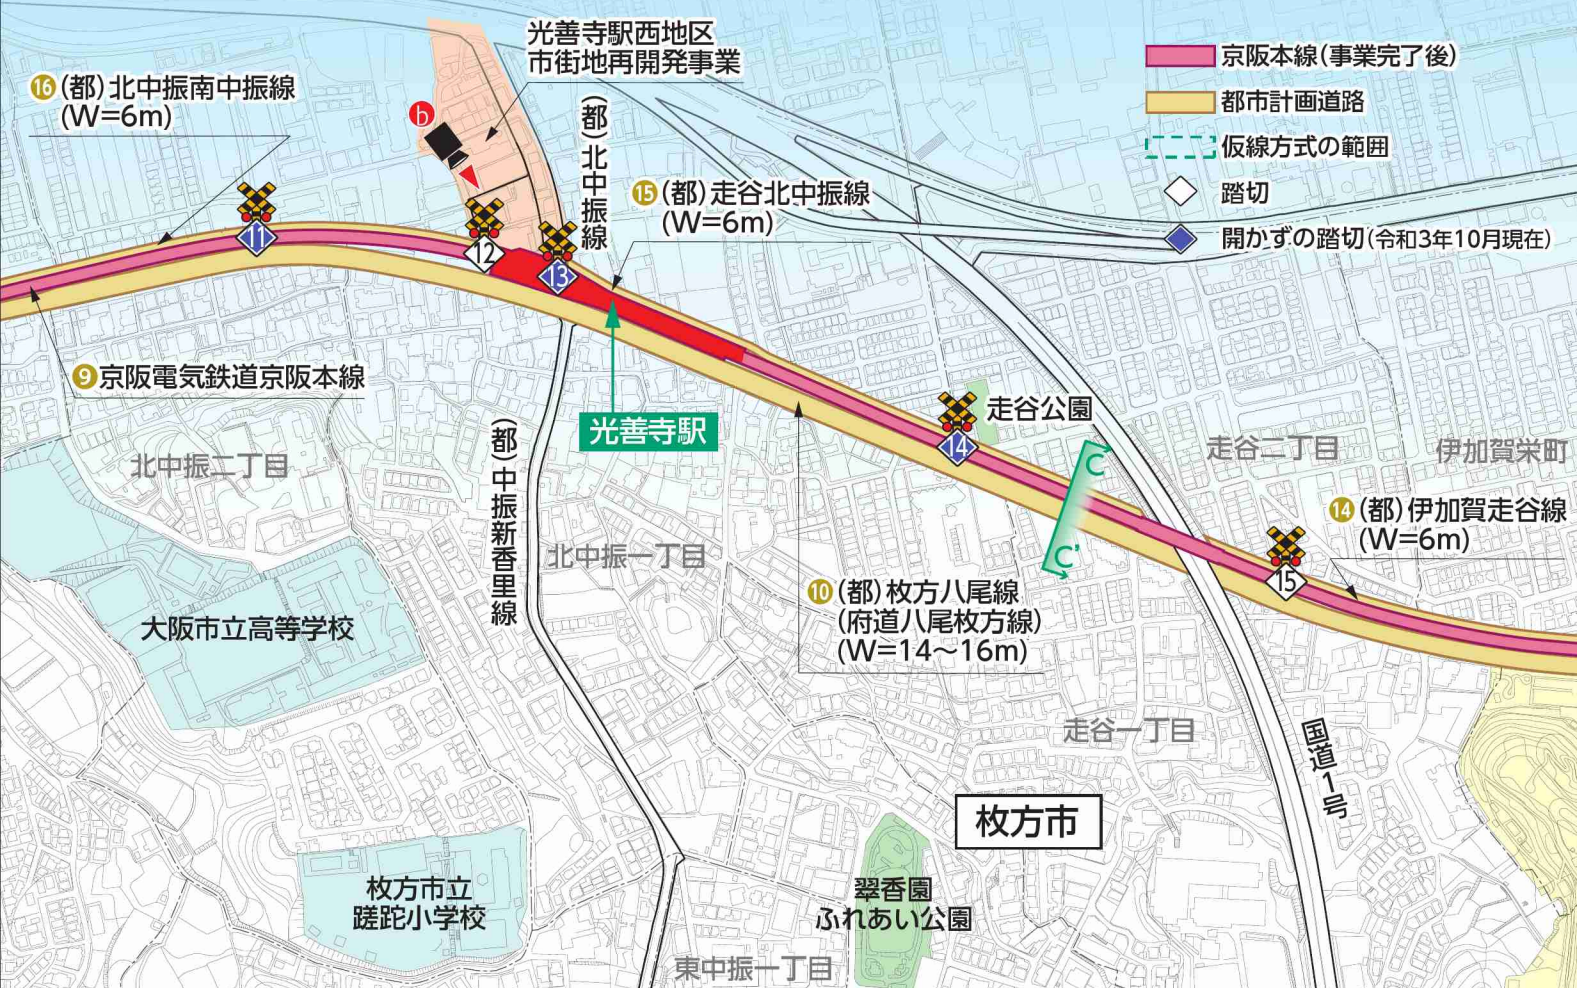 光善寺駅西地区
市街地再開発事業
京阪本線(事業完了後)
都市計画道路
仮線方式の範囲
踏切
開かずの踏切(令和3年10月現在)
⑯(都)北中振南中振線
(W=6m)
b
(都)北中振線
⑮(都)走谷北中振線
(W=6m)
11
12
13
⑨京阪電気鉄道京阪本線
光善寺駅
走谷公園
14
C
C'
走谷二丁目
伊加賀栄町
北中振二丁目
(都)中振新香里線
⑭(都)伊加賀走谷線
(W=6m)
15
北中振一丁目
⑩(都)枚方八尾線
(府道八尾枚方線)
(W=14〜16m)
大阪市立高等学校
走谷一丁目
国道1号
枚方市
枚方市立
蹉跎小学校
翠香園
ふれあい公園
東中振一丁目